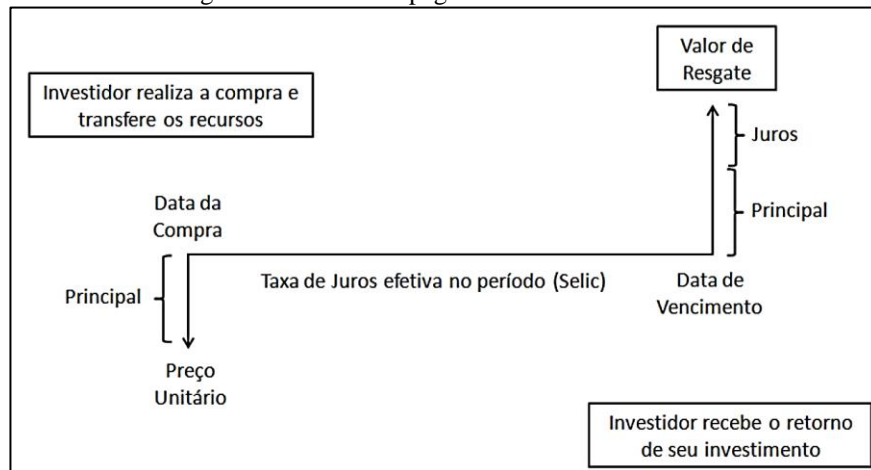 Valor de
Resgate
Investidor realiza a compra e
transfere os recursos
Juros
Data da
Compra
Principal
Taxa de Juros efetiva no período (Selic)
Data de
Vencimento
Principal
Preço
Unitário
Investidor recebe o retorno
de seu investimento